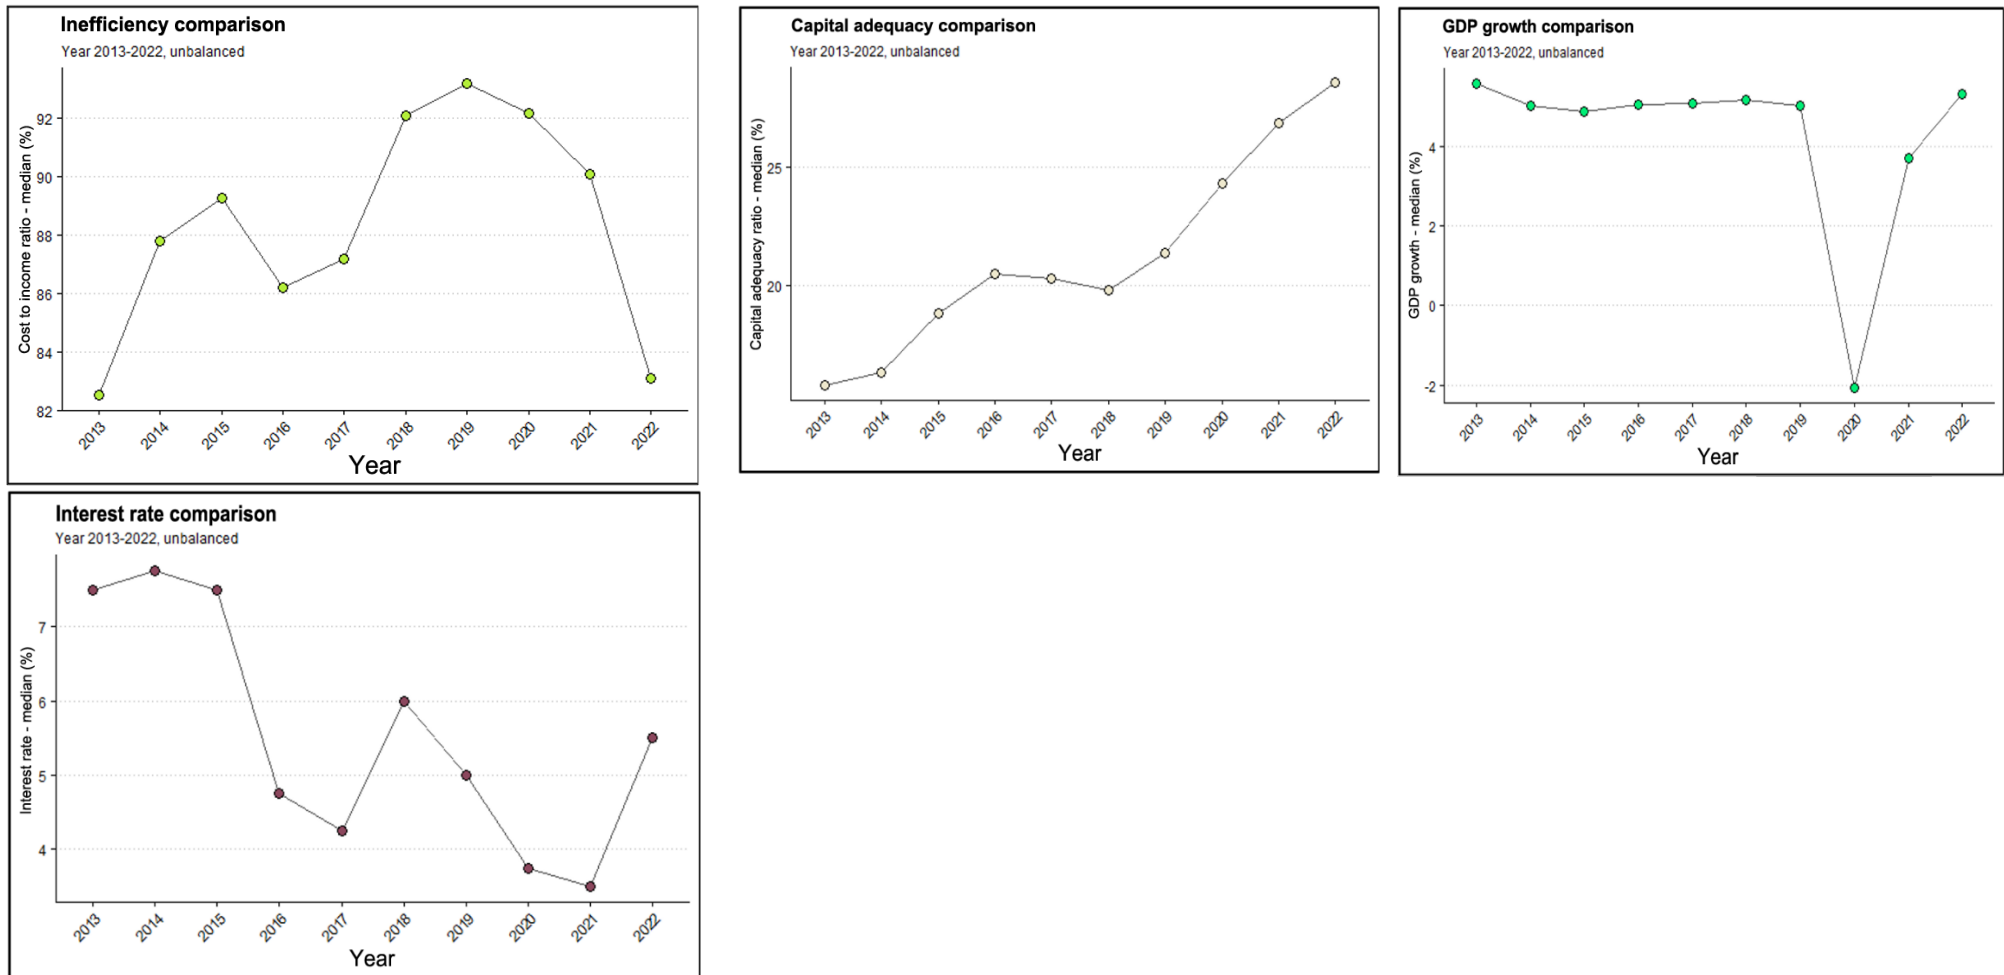 Inefficiency comparison
Year 2013-2022, unbalanced
Cost to income ratio - median (%)
92
90
88
86
84
82
2013 2014 2015 2016 2017 2018 2019 2020 2021 2022
Year
Capital adequacy comparison
Year 2013-2022, unbalanced
Capital adequacy ratio - median (%)
25
20
2013 2014 2015 2016 2017 2018 2019 2020 2021 2022
Year
GDP growth comparison
Year 2013-2022, unbalanced
GDP growth - median (%)
4
2
0
-2
2013 2014 2015 2016 2017 2018 2019 2020 2021 2022
Year
Interest rate comparison
Year 2013-2022, unbalanced
Interest rate - median (%)
7
6
5
4
2013 2014 2015 2016 2017 2018 2019 2020 2021 2022
Year